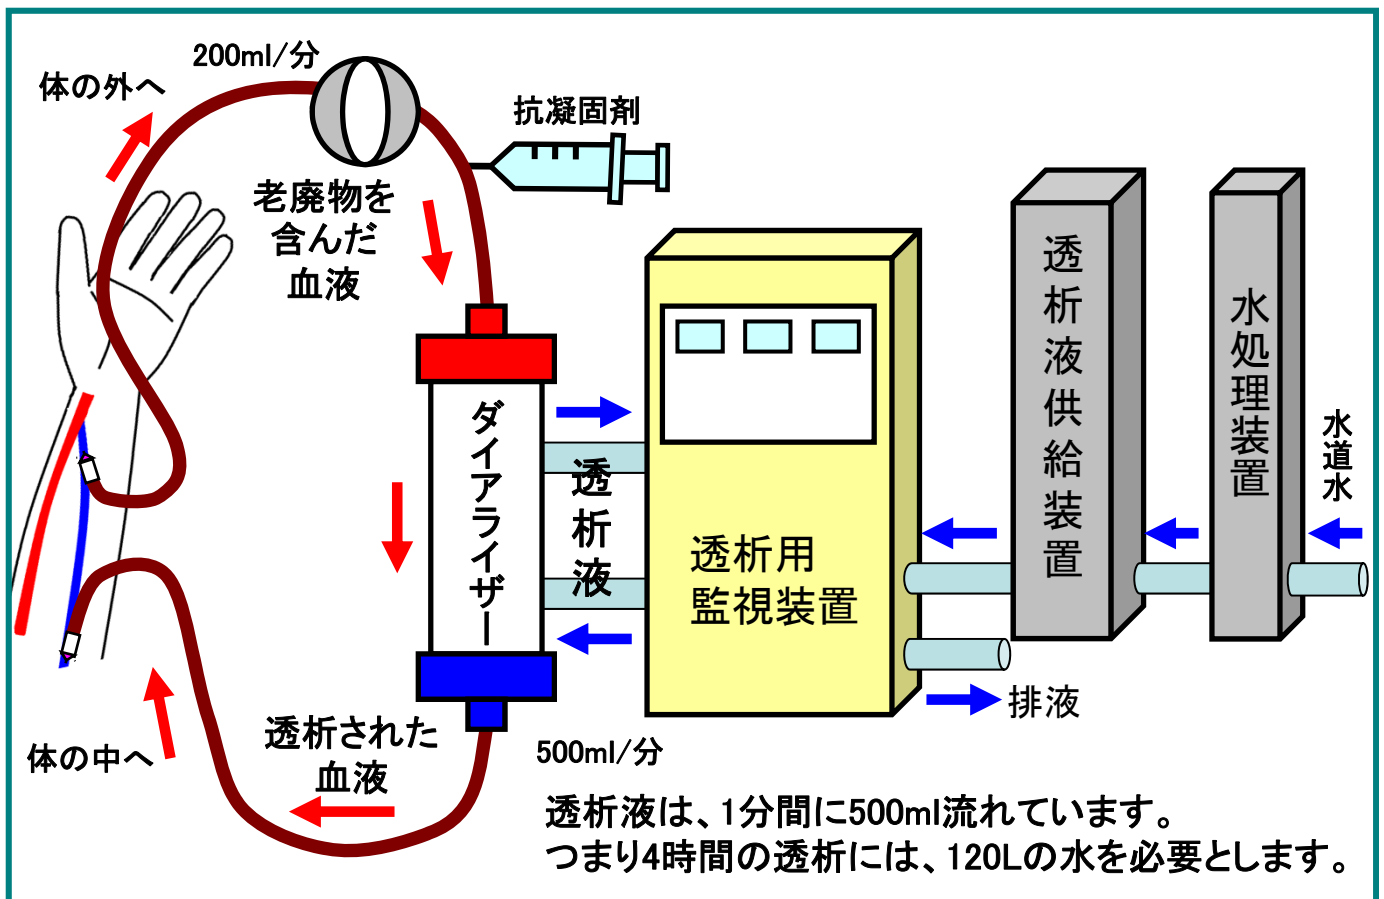 200ml/分
体の外へ
抗凝固剤
老廃物を
含んだ
血液
ダイアライザー
透析液
透析用
監視装置
透析液供給装置
水処理装置
水道水
排液
透析された
血液
体の中へ
500ml/分
透析液は、1分間に500ml流れています。
つまり4時間の透析には、120Lの水を必要とします。